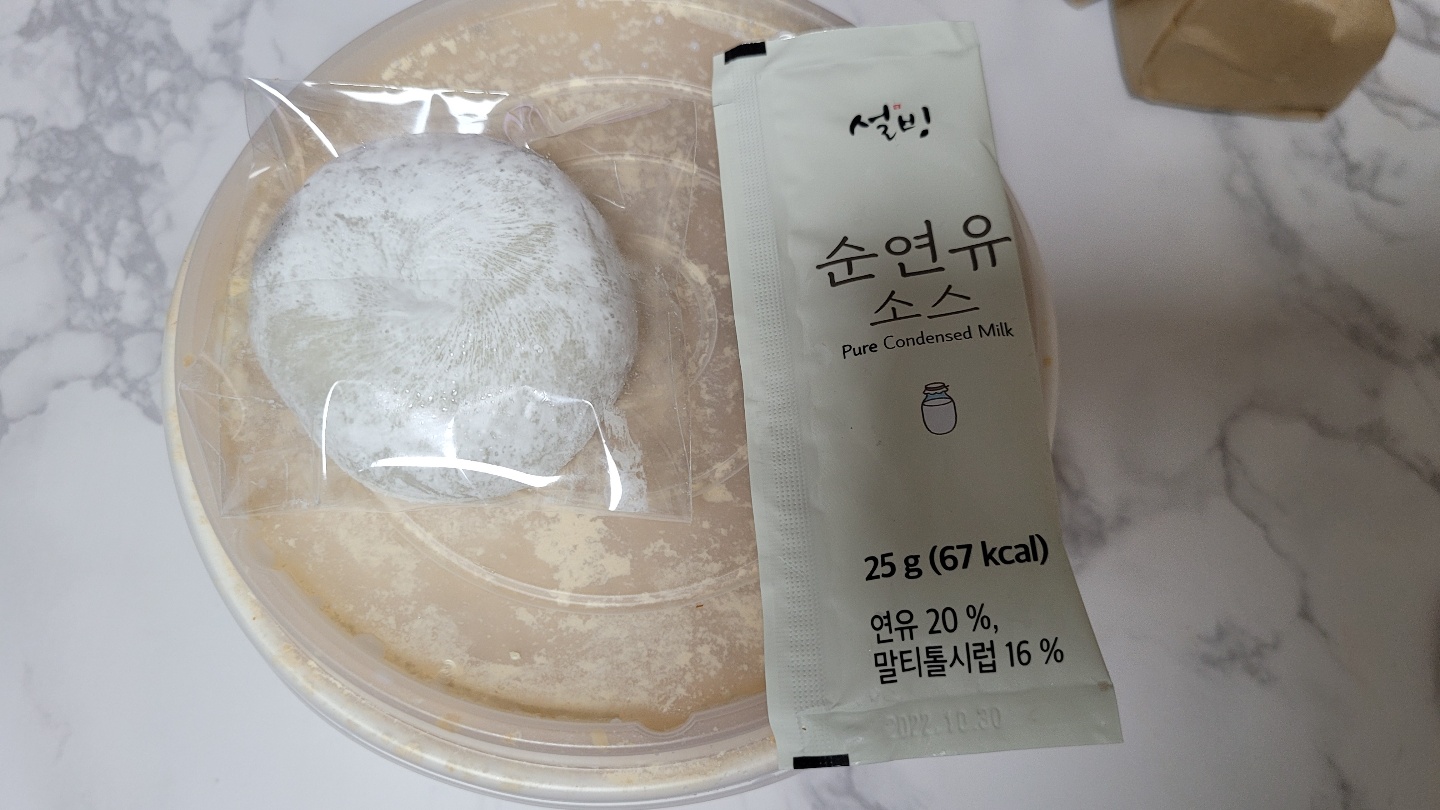 설빙
순연유
소스
Pure Condensed Milk
25 g (67 kcal)
연유 20 %,
말티톨시럽 16 %
2022.10.30